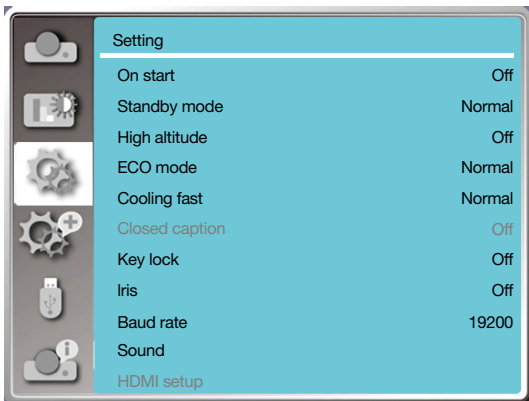 Setting
On start Off
Standby mode Normal
High altitude Off
ECO mode Normal
Cooling fast Normal
Closed caption Off
Key lock Off
Iris Off
Baud rate 19200
Sound
HDMI setup